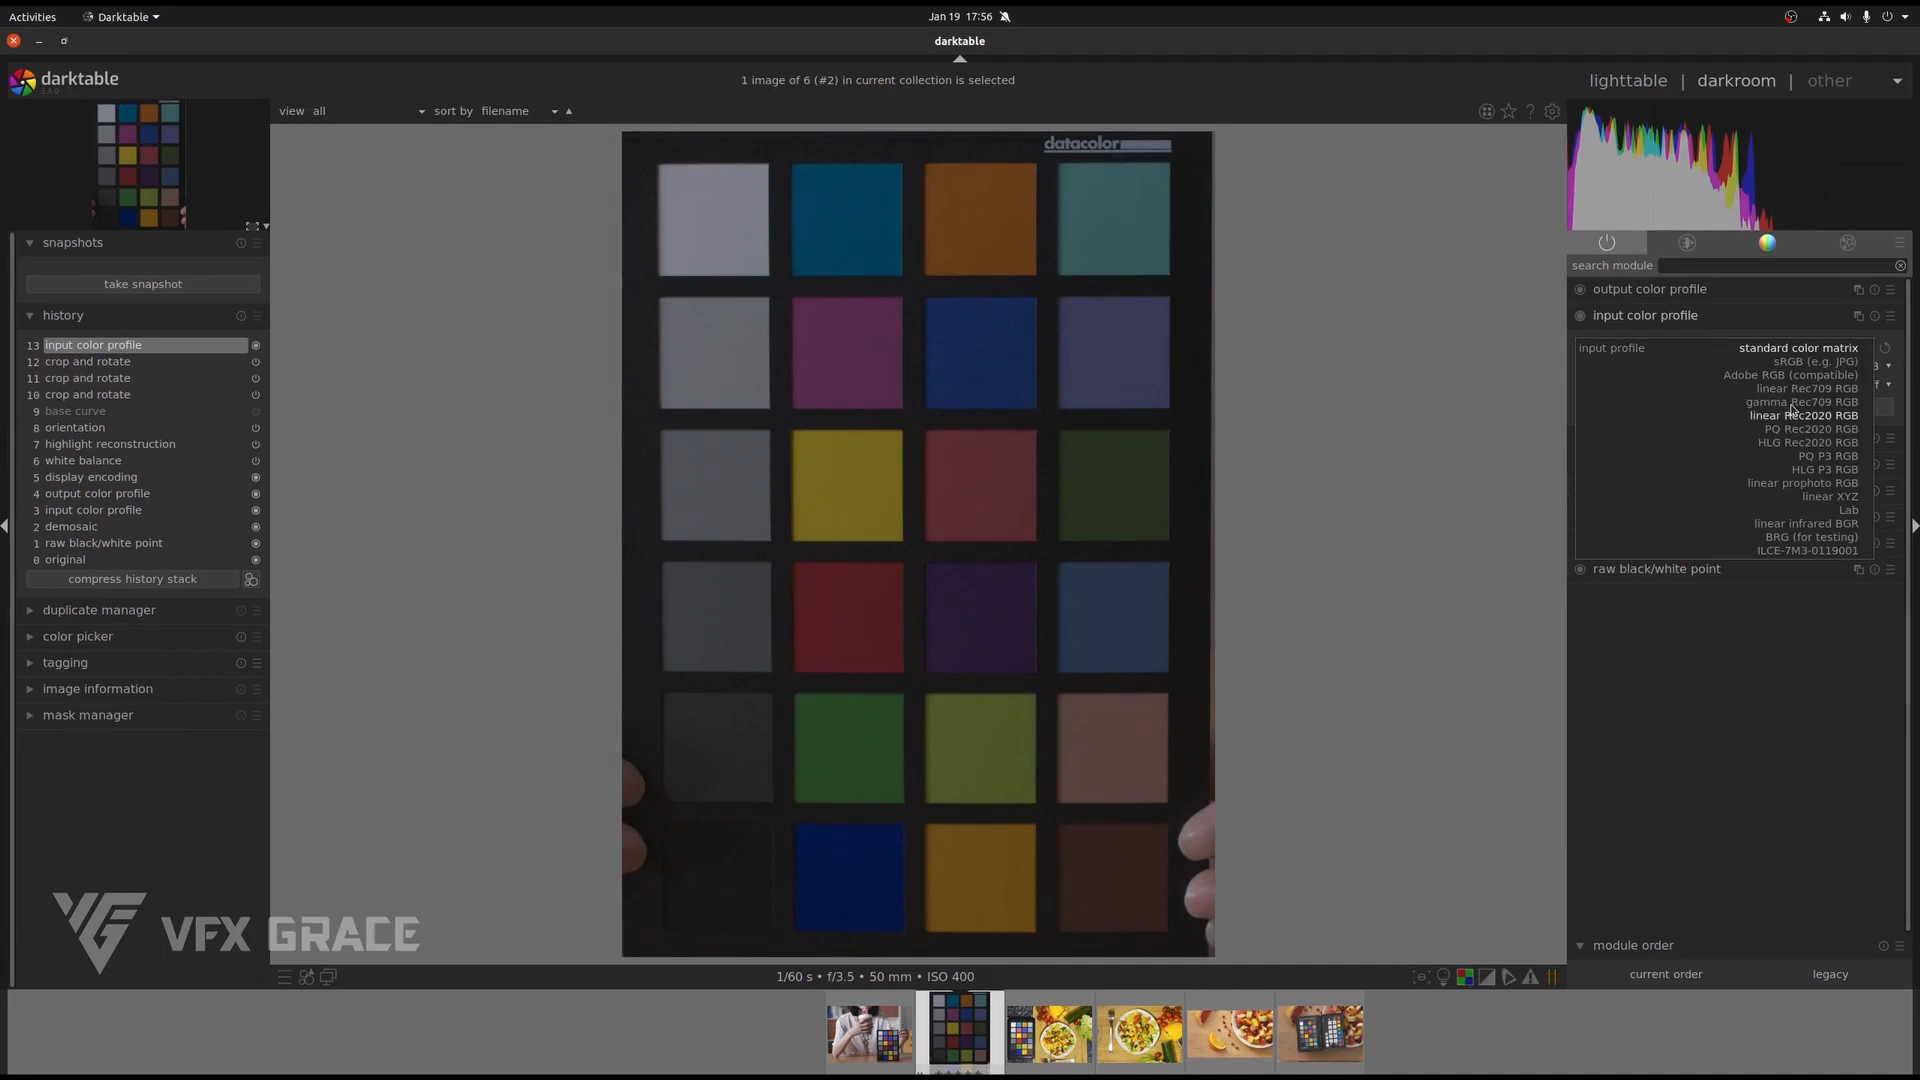 Activities
Darktable
Jan 19 17:56
darktable
darktable
3.4.0
1 image of 6 (#2) in current collection is selected
lighttable | darkroom | other
view all
sort by filename
datacolor
snapshots
take snapshot
history
13 input color profile
12 crop and rotate
11 crop and rotate
10 crop and rotate
9 base curve
8 orientation
7 highlight reconstruction
6 white balance
5 display encoding
4 output color profile
3 input color profile
2 demosaic
1 raw black/white point
0 original
compress history stack
duplicate manager
color picker
tagging
image information
mask manager
search module
output color profile
input color profile
input profile
standard color matrix
sRGB (e.g. JPG)
Adobe RGB (compatible)
linear Rec709 RGB
gamma Rec709 RGB
linear Rec2020 RGB
PQ Rec2020 RGB
HLG Rec2020 RGB
PQ P3 RGB
HLG P3 RGB
linear prophoto RGB
linear XYZ
Lab
linear infrared BGR
BRG (for testing)
ILCE-7M3-0119001
raw black/white point
module order
current order
legacy
VFX GRACE
1/60 s • f/3.5 • 50 mm • ISO 400